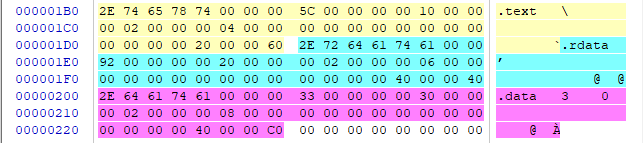 000001B0 2E 74 65 78 74 00 00 00 5C 00 00 00 00 10 00 00 .text \
000001C0 00 02 00 00 00 04 00 00 00 00 00 00 00 00 00 00
000001D0 00 00 00 00 20 00 00 60 2E 72 64 61 74 61 00 00 `.rdata
000001E0 92 00 00 00 00 20 00 00 00 02 00 00 00 06 00 00 ’
000001F0 00 00 00 00 00 00 00 00 00 00 00 00 40 00 00 40 @ @
00000200 2E 64 61 74 61 00 00 00 33 00 00 00 00 30 00 00 .data 3 0
00000210 00 02 00 00 00 08 00 00 00 00 00 00 00 00 00 00
00000220 00 00 00 00 40 00 00 C0 00 00 00 00 00 00 00 00 @ À